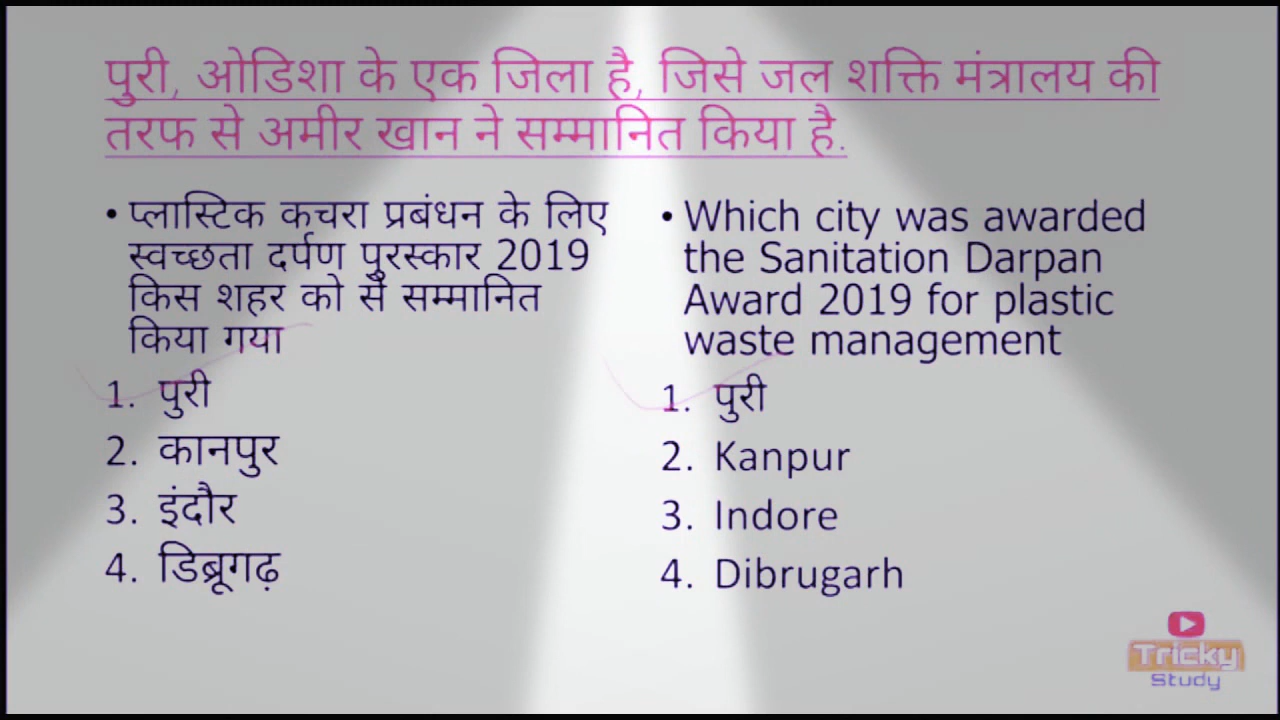 पुरी, ओडिशा के एक जिला है, जिसे जल शक्ति मंत्रालय की
तरफ से अमीर खान ने सम्मानित किया है.
• प्लास्टिक कचरा प्रबंधन के लिए
स्वच्छता दर्पण पुरस्कार 2019
किस शहर को से सम्मानित
किया गया
1. पुरी
2. कानपुर
3. इंदौर
4. डिब्रूगढ़
• Which city was awarded
the Sanitation Darpan
Award 2019 for plastic
waste management
1. पुरी
2. Kanpur
3. Indore
4. Dibrugarh
Tricky
Study